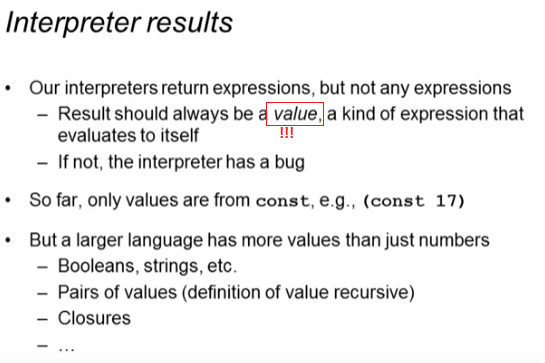 Interpreter results
• Our interpreters return expressions, but not any expressions
– Result should always be a value, a kind of expression that
evaluates to itself
!!!
– If not, the interpreter has a bug
• So far, only values are from const, e.g., (const 17)
• But a larger language has more values than just numbers
– Booleans, strings, etc.
– Pairs of values (definition of value recursive)
– Closures
– …